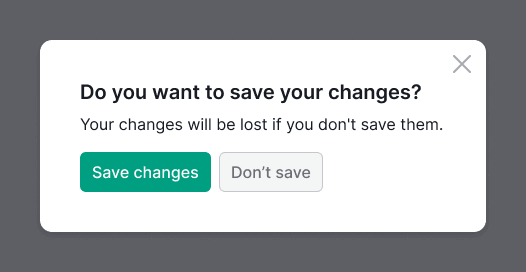 Do you want to save your changes?
Your changes will be lost if you don't save them.
Save changes
Don’t save